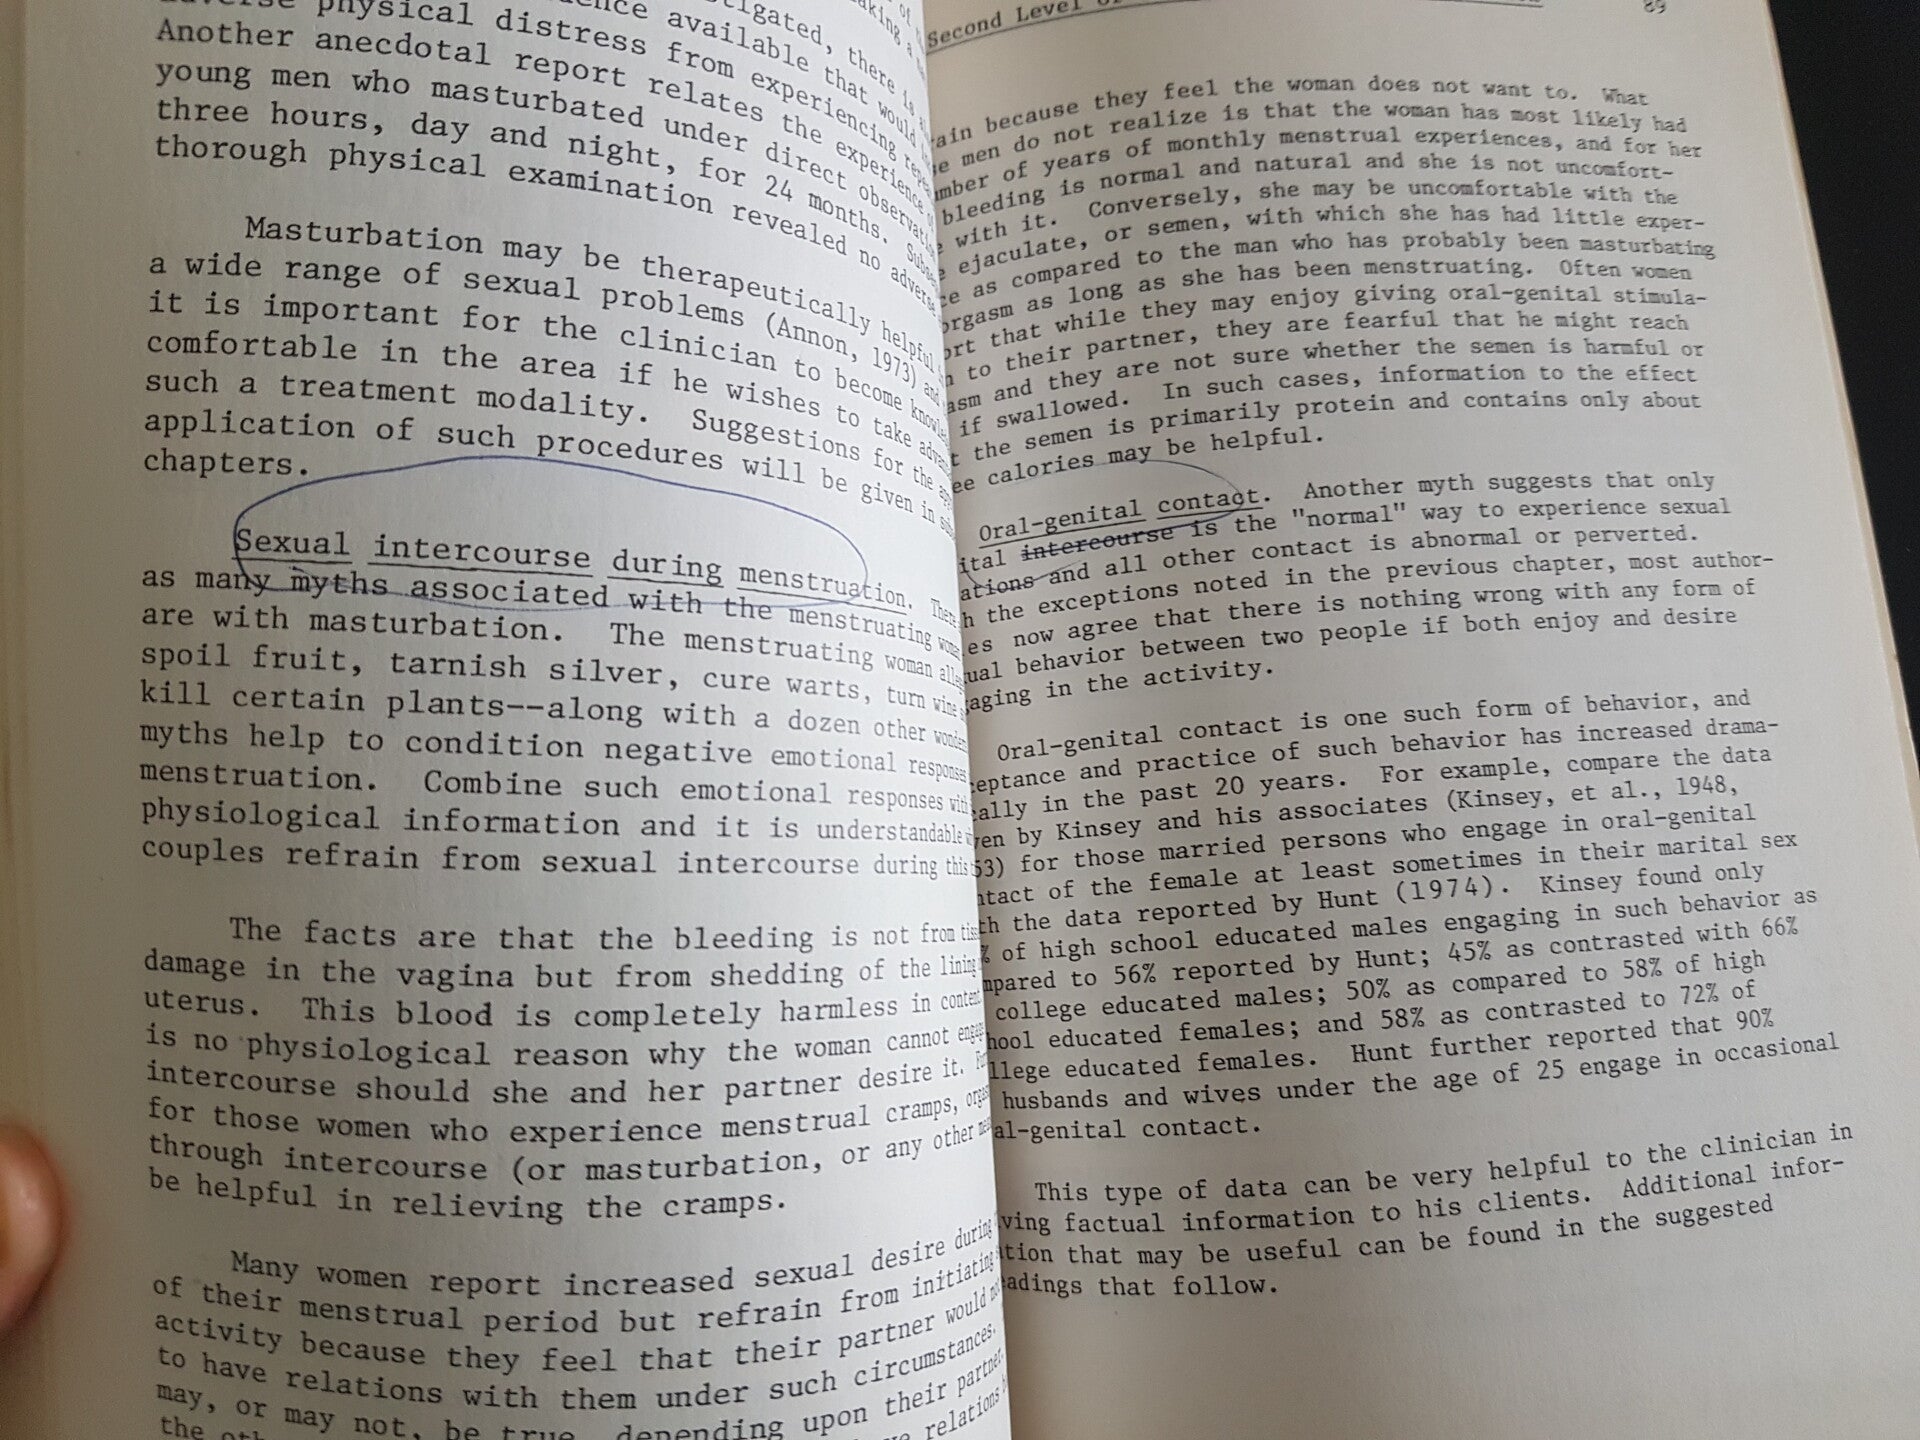 physical distress from experiencing
Another anecdotal report relates the experience
young men who masturbated under direct
three hours, day and night, for 24 months.
thorough physical examination revealed no adverse
Masturbation may be therapeutically helpful
a wide range of sexual problems (Annon, 1973) and
it is important for the clinician to become
comfortable in the area if he wishes to take
such a treatment modality. Suggestions for the
application of such procedures will be given in
chapters.
Sexual intercourse during menstruation.
as many myths associated with the menstruating
are with masturbation. The menstruating woman
spoil fruit, tarnish silver, cure warts, turn wine
kill certain plants--along with a dozen other
myths help to condition negative emotional
menstruation. Combine such emotional responses
physiological information and it is understandable
couples refrain from sexual intercourse during this
The facts are that the bleeding is not from
damage in the vagina but from shedding of the lining
uterus. This blood is completely harmless in
is no physiological reason why the woman cannot
intercourse should she and her partner desire it.
for those women who experience menstrual cramps,
through intercourse (or masturbation, or any other
be helpful in relieving the cramps.
Many women report increased sexual desire during
of their menstrual period but refrain from initiating
activity because they feel that their partner would
to have relations with them under such circumstances.
may, or may not, be true, depending upon their partner.
relations
Second Level
89
because they feel the woman does not want to. What
men do not realize is that the woman has most likely had
of years of monthly menstrual experiences, and for her
bleeding is normal and natural and she is not uncomfort-
with it. Conversely, she may be uncomfortable with the
ejaculate, or semen, with which she has had little exper-
as compared to the man who has probably been masturbating
orgasm as long as she has been menstruating. Often women
that while they may enjoy giving oral-genital stimula-
to their partner, they are fearful that he might reach
and they are not sure whether the semen is harmful or
if swallowed. In such cases, information to the effect
the semen is primarily protein and contains only about
calories may be helpful.
Oral-genital contact. Another myth suggests that only
intercourse is the "normal" way to experience sexual
and all other contact is abnormal or perverted.
the exceptions noted in the previous chapter, most author-
now agree that there is nothing wrong with any form of
behavior between two people if both enjoy and desire
in the activity.
Oral-genital contact is one such form of behavior, and
and practice of such behavior has increased drama-
in the past 20 years. For example, compare the data
by Kinsey and his associates (Kinsey, et al., 1948,
53) for those married persons who engage in oral-genital
of the female at least sometimes in their marital sex
the data reported by Hunt (1974). Kinsey found only
of high school educated males engaging in such behavior as
to 56% reported by Hunt; 45% as contrasted with 66%
college educated males; 50% as compared to 58% of high
educated females; and 58% as contrasted to 72% of
educated females. Hunt further reported that 90%
husbands and wives under the age of 25 engage in occasional
al-genital contact.
This type of data can be very helpful to the clinician in
factual information to his clients. Additional infor-
that may be useful can be found in the suggested
that follow.